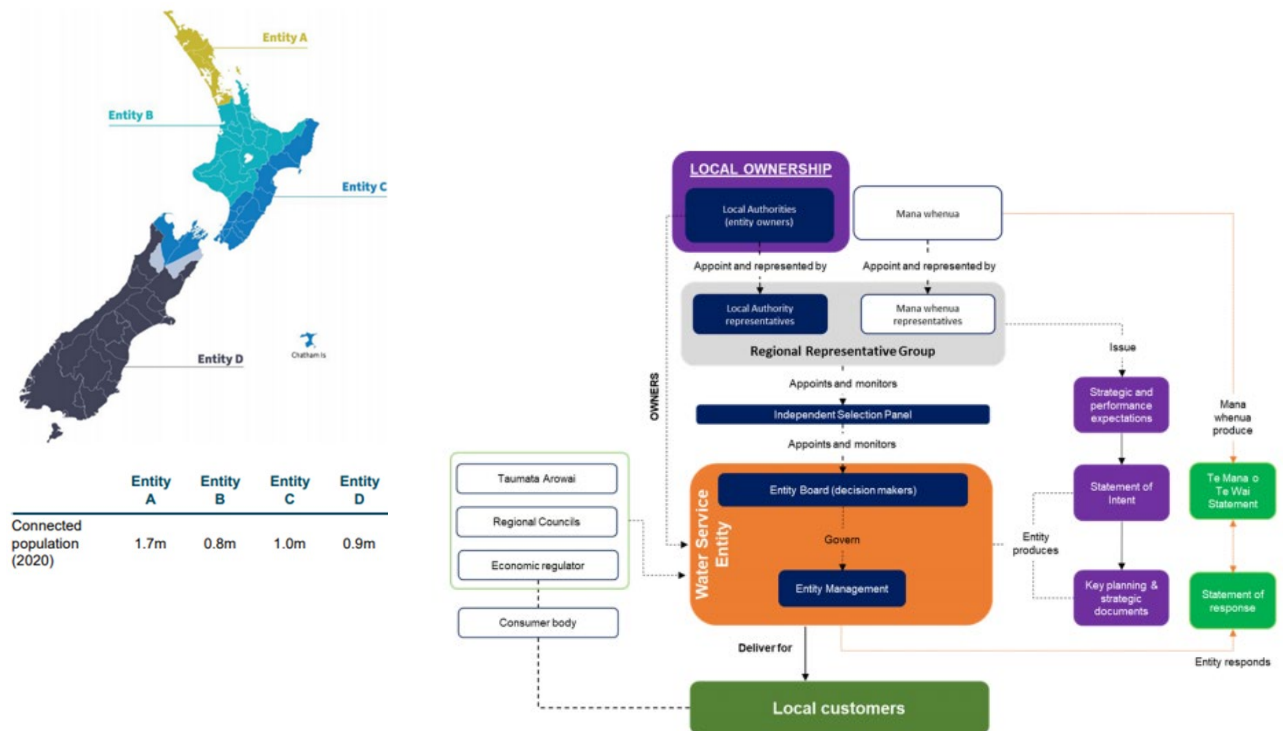 Entity A
Entity B
Entity C
Entity D
Chatham Is
Entity Entity Entity Entity
A B C D
Connected
population 1.7m 0.8m 1.0m 0.9m
(2020)
LOCAL OWNERSHIP
Local Authorities
(entity owners)
Mana whenua
Appoint and represented by
Appoint and represented by
Local Authority
representatives
Mana whenua
representatives
Regional Representative Group
Issue
Appoints and monitors
OWNERS
Strategic and
performance
expectations
Mana
whenua
produce
Independent Selection Panel
Appoints and monitors
Taumata Arowai
Regional Councils
Economic regulator
Consumer body
Water Service
Entity
Entity Board (decision makers)
Govern
Entity Management
Entity
produces
Statement of
Intent
Te Mana o
Te Wai
Statement
Key planning &
strategic
documents
Statement of
response
Deliver for
Entity responds
Local customers